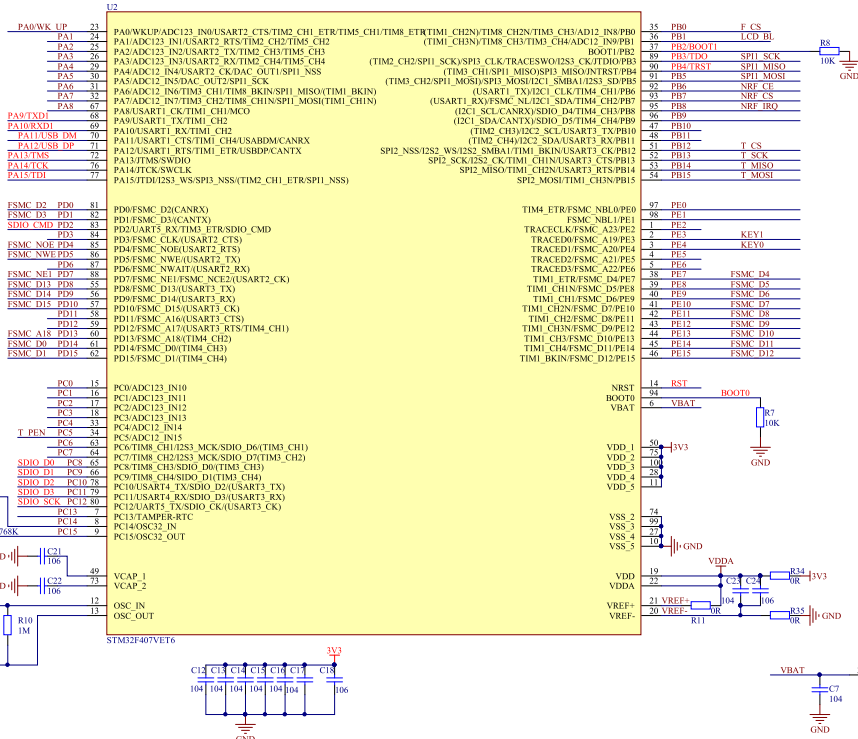 U2
PA0/WK_UP 23 PA0/WKUP/ADC123_IN0/USART2_CTS/TIM2_CH1_ETR/TIM5_CH1/TIM8_ETR
PA1 24 PA1/ADC123_IN1/USART2_RTS/TIM2_CH2/TIM5_CH2
PA2 25 PA2/ADC123_IN2/USART2_TX/TIM2_CH3/TIM5_CH3
PA3 26 PA3/ADC123_IN3/USART2_RX/TIM2_CH4/TIM5_CH4
PA4 29 PA4/ADC12_IN4/USART2_CK/DAC_OUT1/SPI1_NSS
PA5 30 PA5/ADC12_IN5/DAC_OUT2/SPI1_SCK
PA6 31 PA6/ADC12_IN6/TIM3_CH1/TIM8_BKIN/SPI1_MISO/(TIM1_BKIN)
PA7 32 PA7/ADC12_IN7/TIM3_CH2/TIM8_CH1N/SPI1_MOSI(TIM1_CH1N)
PA8 67 PA8/USART1_CK/TIM1_CH1/MCO
PA9/TXD1 68 PA9/USART1_TX/TIM1_CH2
PA10/RXD1 69 PA10/USART1_RX/TIM1_CH2
PA11/USB_DM 70 PA11/USART1_CTS/TIM1_CH4/USABDM/CANRX
PA12/USB_DP 71 PA12/USART1_RTS/TIM1_ETR/USBDP/CANTX
PA13/TMS 72 PA13/JTMS/SWDIO
PA14/TCK 76 PA14/JTCK/SWCLK
PA15/TDI 77 PA15/JTDI/I2S3_WS/SPI3_NSS/(TIM2_CH1_ETR/SPI1_NSS)
(TIM1_CH2N)/TIM8_CH2N/TIM3_CH3/AD12_IN8/PB0 35 PB0 F_CS
(TIM1_CH3N)/TIM8_CH3/TIM3_CH4/ADC12_IN9/PB1 36 PB1 LCD_BL
BOOT1/PB2 37 PB2/BOOT1
(TIM2_CH2/SPI1_SCK)/SPI3_CLK/TRACESWO/I2S3_CK/JTDIO/PB3 89 PB3/TDO SPI1_SCK
(TIM3_CH1/SPI1_MISO)SPI3_MISO/JNTRST/PB4 90 PB4/TRST SPI1_MISO
(TIM3_CH2/SPI1_MOSI)/SPI3_MOSI/I2C1_SMBA1/I2S3_SD/PB5 91 PB5 SPI1_MOSI
(USART1_TX)/I2C1_CLK/TIM4_CH1/PB6 92 PB6 NRF_CE
(USART1_RX)/FSMC_NL/I2C1_SDA/TIM4_CH2/PB7 93 PB7 NRF_CS
(I2C1_SCL/CANRX)/SDIO_D4/TIM4_CH3/PB8 95 PB8 NRF_IRQ
(I2C1_SDA/CANTX)/SDIO_D5/TIM4_CH4/PB9 96 PB9
(TIM2_CH3)/I2C2_SCL/USART3_TX/PB10 47 PB10
(TIM2_CH4)/I2C2_SDA/USART3_RX/PB11 48 PB11
SPI2_NSS/I2S2_WS/I2S2_SMBA1/TIM1_BKIN/USART3_CK/PB12 51 PB12 T_CS
SPI2_SCK/I2S2_CK/TIM1_CH1N/USART3_CTS/PB13 52 PB13 T_SCK
SPI2_MISO/TIM1_CH2N/USART3_RTS/PB14 53 PB14 T_MISO
SPI2_MOSI/TIM1_CH3N/PB15 54 PB15 T_MOSI
R8
10K
GND
FSMC_D2 PD0 81 PD0/FSMC_D2(CANRX)
FSMC_D3 PD1 82 PD1/FSMC_D3/(CANTX)
SDIO_CMD PD2 83 PD2/UART5_RX/TIM3_ETR/SDIO_CMD
PD3 84 PD3/FSMC_CLK/(USART2_CTS)
FSMC_NOE PD4 85 PD4/FSMC_NOE(USART2_RTS)
FSMC_NWE PD5 86 PD5/FSMC_NWE/(USART2_TX)
PD6 87 PD6/FSMC_NWAIT/(USART2_RX)
FSMC_NE1 PD7 88 PD7/FSMC_NE1/FSMC_NCE2/(USART2_CK)
FSMC_D13 PD8 55 PD8/FSMC_D13/(USART3_TX)
FSMC_D14 PD9 56 PD9/FSMC_D14/(USART3_RX)
FSMC_D15 PD10 57 PD10/FSMC_D15/(USART3_CK)
PD11 58 PD11/FSMC_A16/(USART3_CTS)
PD12 59 PD12/FSMC_A17/(USART3_RTS/TIM4_CH1)
FSMC_A18 PD13 60 PD13/FSMC_A18/(TIM4_CH2)
FSMC_D0 PD14 61 PD14/FSMC_D0/(TIM4_CH3)
FSMC_D1 PD15 62 PD15/FSMC_D1/(TIM4_CH4)
TIM4_ETR/FSMC_NBL0/PE0 97 PE0
FSMC_NBL1/PE1 98 PE1
TRACECLK/FSMC_A23/PE2 1 PE2
TRACED0/FSMC_A19/PE3 2 PE3 KEY1
TRACED1/FSMC_A20/PE4 3 PE4 KEY0
TRACED2/FSMC_A21/PE5 4 PE5
TRACED3/FSMC_A22/PE6 5 PE6
TIM1_ETR/FSMC_D4/PE7 38 PE7 FSMC_D4
TIM1_CH1N/FSMC_D5/PE8 39 PE8 FSMC_D5
TIM1_CH1/FSMC_D6/PE9 40 PE9 FSMC_D6
TIM1_CH2N/FSMC_D7/PE10 41 PE10 FSMC_D7
TIM1_CH2/FSMC_D8/PE11 42 PE11 FSMC_D8
TIM1_CH3N/FSMC_D9/PE12 43 PE12 FSMC_D9
TIM1_CH3/FSMC_D10/PE13 44 PE13 FSMC_D10
TIM1_CH4/FSMC_D11/PE14 45 PE14 FSMC_D11
TIM1_BKIN/FSMC_D12/PE15 46 PE15 FSMC_D12
PC0 15 PC0/ADC123_IN10
PC1 16 PC1/ADC123_IN11
PC2 17 PC2/ADC123_IN12
PC3 18 PC3/ADC123_IN13
PC4 33 PC4/ADC12_IN14
T_PEN PC5 34 PC5/ADC12_IN15
PC6 63 PC6/TIM8_CH1/I2S3_MCK/SDIO_D6/(TIM3_CH1)
PC7 64 PC7/TIM8_CH2/I2S3_MCK/SDIO_D7(TIM3_CH2)
SDIO_D0 PC8 65 PC8/TIM8_CH3/SDIO_D0/(TIM3_CH3)
SDIO_D1 PC9 66 PC9/TIM8_CH4/SDIO_D1(TIM3_CH4)
SDIO_D2 PC10 78 PC10/USART4_TX/SDIO_D2/(USART3_TX)
SDIO_D3 PC11 79 PC11/USART4_RX/SDIO_D3/(USART3_RX)
SDIO_SCK PC12 80 PC12/UART5_TX/SDIO_CK/(USART3_CK)
PC13 7 PC13/TAMPER-RTC
PC14 8 PC14/OSC32_IN
768K PC15 9 PC15/OSC32_OUT
NRST 14 RST
BOOT0 94 BOOT0
VBAT 6 VBAT
R7
10K
GND
VDD_1 50 3V3
VDD_2 75
VDD_3 100
VDD_4 28
VDD_5 11
VSS_2 74
VSS_3 99
VSS_4 27
VSS_5 10 GND
C21
106
C22
106
49 VCAP_1
73 VCAP_2
12 OSC_IN
13 OSC_OUT
R10
1M
VDDA
VDD 19
VDDA 22
VREF+ 21 VREF+
VREF- 20 VREF-
R11
0R
C23
104
C24
106
R34
0R
3V3
R35
0R
GND
STM32F407VET6
3V3
C12 C13 C14 C15 C16 C17 C18
104 104 104 104 104 104 106
GND
VBAT
C7
104
GND